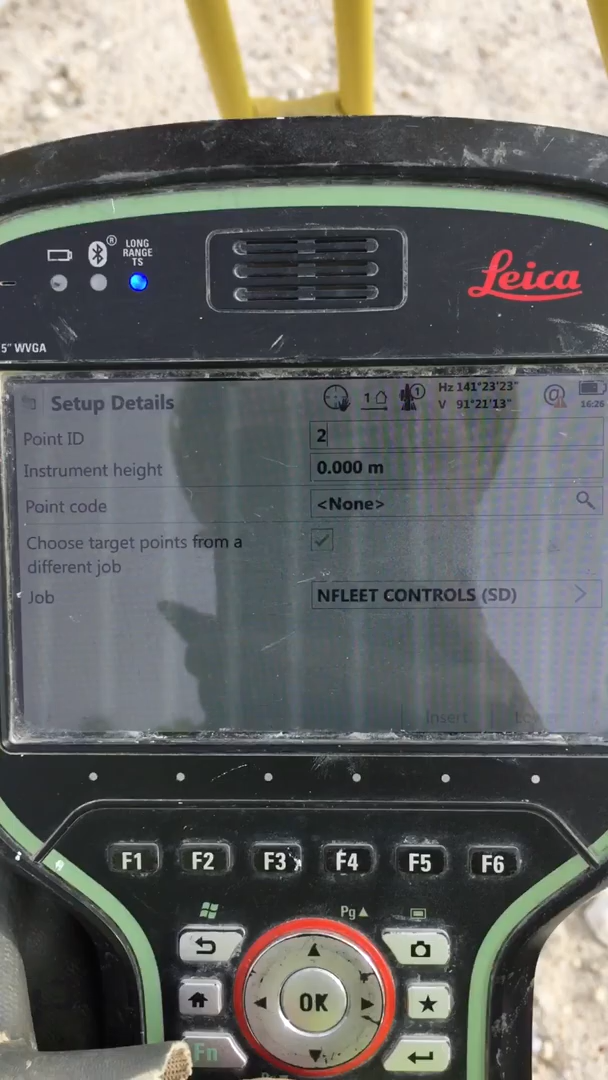 LONG
RANGE
TS
®
Leica
5" WVGA
Setup Details
1
1
Hz 141°23'23"
V 91°21'13"
@
16:26
Point ID
2
Instrument height
0.000 m
Point code
<None>
Choose target points from a
different job
Job
NFLEET CONTROLS (SD)
Insert
F1
F2
F3
F4
F5
F6
Pg
OK
Fn